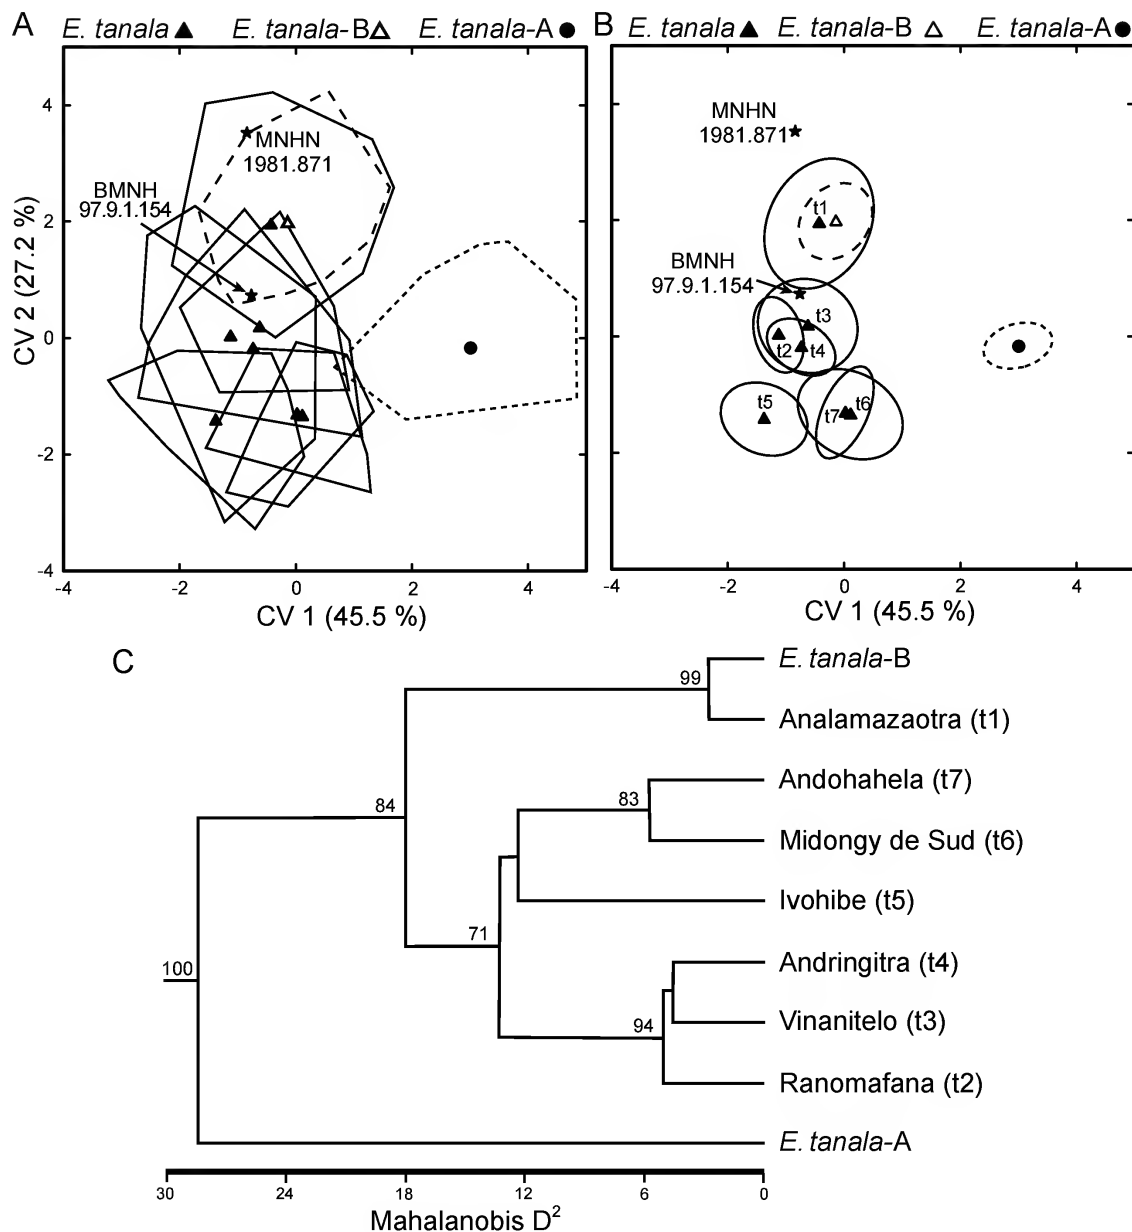 A E. tanala ▲ E. tanala-B△ E. tanala-A ●
4
2
0
-2
-4
-4 -2 0 2 4
CV 2 (27.2 %)
CV 1 (45.5 %)
MNHN
1981.871
BMNH
97.9.1.154
B E. tanala▲ E. tanala-B △ E. tanala-A●
MNHN
1981.871
t1
BMNH
97.9.1.154
t3
t2 t4
t5 t6
t7
-4 -2 0 2 4
CV 1 (45.5 %)
C
E. tanala-B
99
Analamazaotra (t1)
Andohahela (t7)
83
84
Midongy de Sud (t6)
Ivohibe (t5)
71
Andringitra (t4)
100
Vinanitelo (t3)
94
Ranomafana (t2)
E. tanala-A
30 24 18 12 6 0
Mahalanobis D²